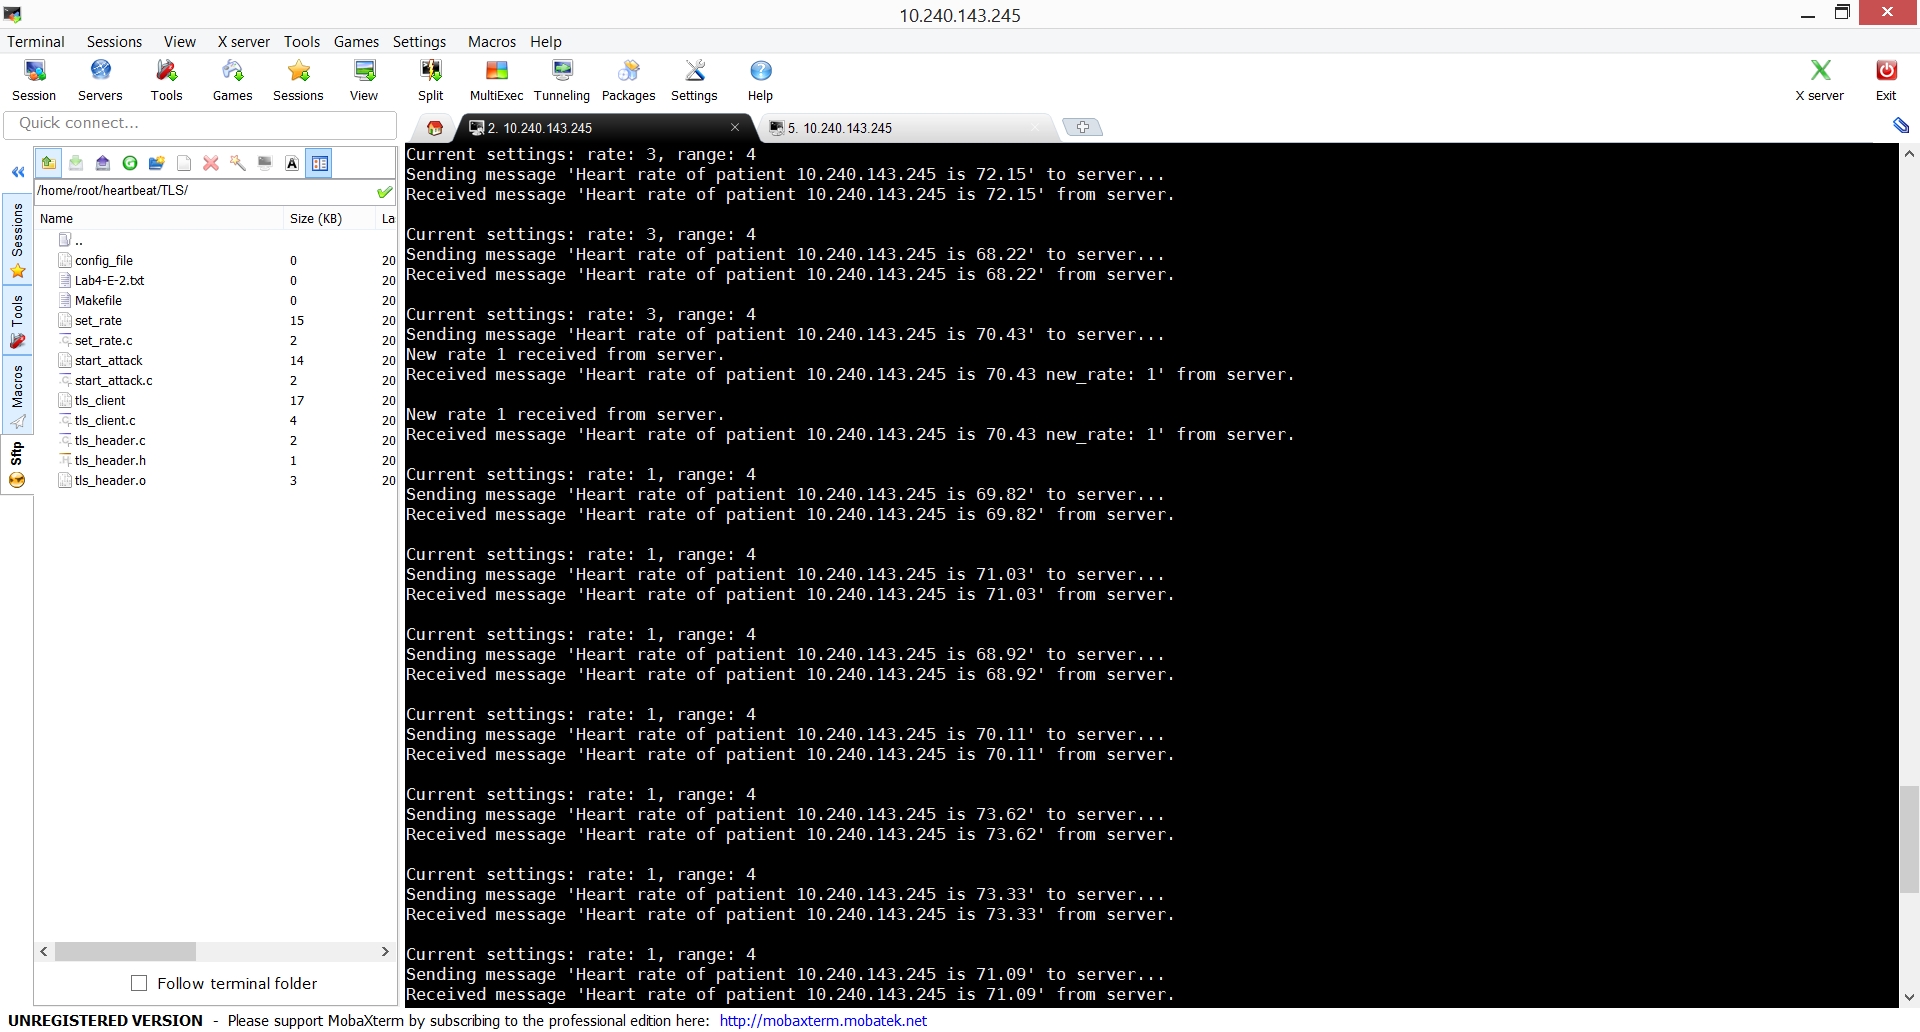 10.240.143.245
Terminal Sessions View X server Tools Games Settings Macros Help
Session Servers Tools Games Sessions View Split MultiExec Tunneling Packages Settings Help X server Exit
Quick connect...
2. 10.240.143.245
5. 10.240.143.245
Sessions
Tools
Macros
Sftp
/home/root/heartbeat/TLS/
Name Size (KB) La
..
config_file 0 20
Lab4-E-2.txt 0 20
Makefile 0 20
set_rate 15 20
set_rate.c 2 20
start_attack 14 20
start_attack.c 2 20
tls_client 17 20
tls_client.c 4 20
tls_header.c 2 20
tls_header.h 1 20
tls_header.o 3 20
Follow terminal folder
Current settings: rate: 3, range: 4
Sending message 'Heart rate of patient 10.240.143.245 is 72.15' to server...
Received message 'Heart rate of patient 10.240.143.245 is 72.15' from server.
Current settings: rate: 3, range: 4
Sending message 'Heart rate of patient 10.240.143.245 is 68.22' to server...
Received message 'Heart rate of patient 10.240.143.245 is 68.22' from server.
Current settings: rate: 3, range: 4
Sending message 'Heart rate of patient 10.240.143.245 is 70.43' to server...
New rate 1 received from server.
Received message 'Heart rate of patient 10.240.143.245 is 70.43 new_rate: 1' from server.
New rate 1 received from server.
Received message 'Heart rate of patient 10.240.143.245 is 70.43 new_rate: 1' from server.
Current settings: rate: 1, range: 4
Sending message 'Heart rate of patient 10.240.143.245 is 69.82' to server...
Received message 'Heart rate of patient 10.240.143.245 is 69.82' from server.
Current settings: rate: 1, range: 4
Sending message 'Heart rate of patient 10.240.143.245 is 71.03' to server...
Received message 'Heart rate of patient 10.240.143.245 is 71.03' from server.
Current settings: rate: 1, range: 4
Sending message 'Heart rate of patient 10.240.143.245 is 68.92' to server...
Received message 'Heart rate of patient 10.240.143.245 is 68.92' from server.
Current settings: rate: 1, range: 4
Sending message 'Heart rate of patient 10.240.143.245 is 70.11' to server...
Received message 'Heart rate of patient 10.240.143.245 is 70.11' from server.
Current settings: rate: 1, range: 4
Sending message 'Heart rate of patient 10.240.143.245 is 73.62' to server...
Received message 'Heart rate of patient 10.240.143.245 is 73.62' from server.
Current settings: rate: 1, range: 4
Sending message 'Heart rate of patient 10.240.143.245 is 73.33' to server...
Received message 'Heart rate of patient 10.240.143.245 is 73.33' from server.
Current settings: rate: 1, range: 4
Sending message 'Heart rate of patient 10.240.143.245 is 71.09' to server...
Received message 'Heart rate of patient 10.240.143.245 is 71.09' from server.
UNREGISTERED VERSION - Please support MobaXterm by subscribing to the professional edition here: http://mobaxterm.mobatek.net